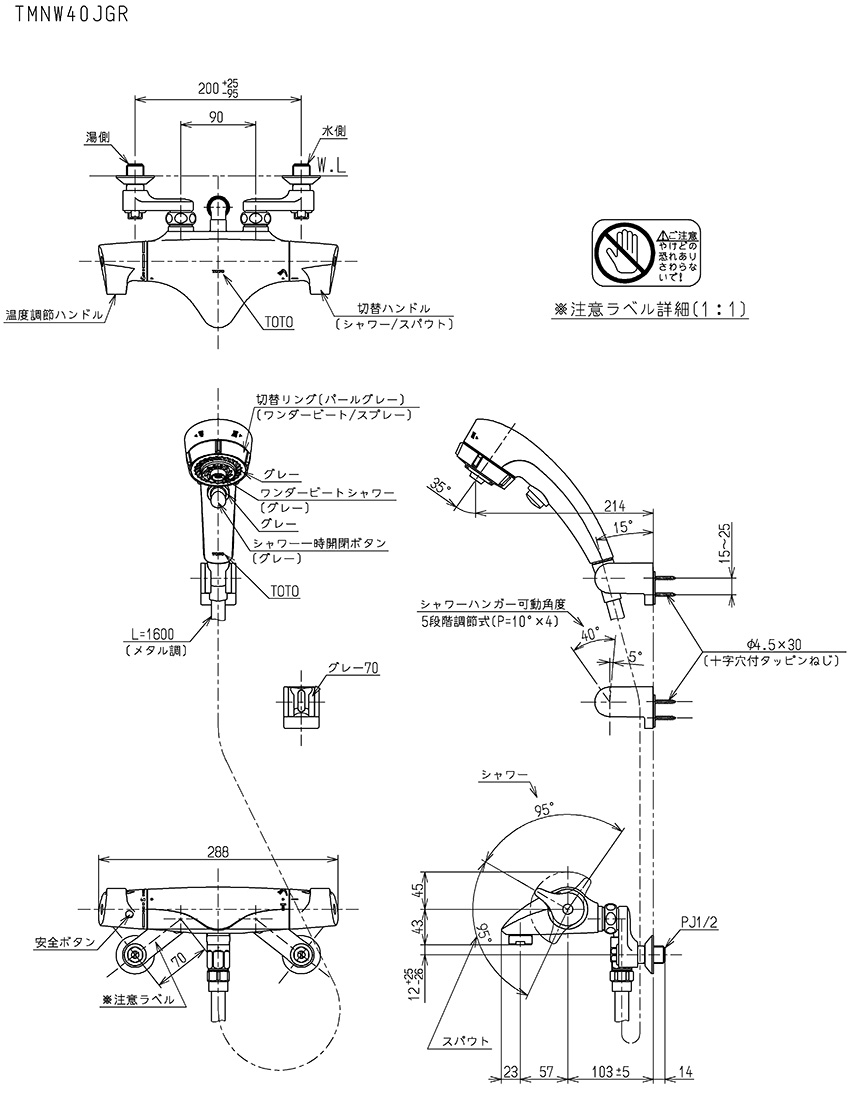 TMNW40JGR
200 +25 -95
90
湯側
水側
W.L
TOTO
温度調節ハンドル
TOTO
切替ハンドル
(シャワー/スパウト)
⚠ご注意
やけどの
恐れあり
さわらな
いで!
※注意ラベル詳細(1:1)
切替リング(パールグレー)
(ワンダービート/スプレー)
グレー
ワンダービートシャワー
(グレー)
グレー
シャワー一時開閉ボタン
(グレー)
TOTO
TOTO
L=1600
(メタル調)
グレー70
35°
214
15°
15~25
シャワーハンガー可動角度
5段階調節式(P=10°×4)
40°
5°
φ4.5×30
(十字穴付タッピンねじ)
シャワー
95°
288
安全ボタン
70
※注意ラベル
45
43
12 +25 -26
95°
スパウト
PJ1/2
23
57
103±5
14